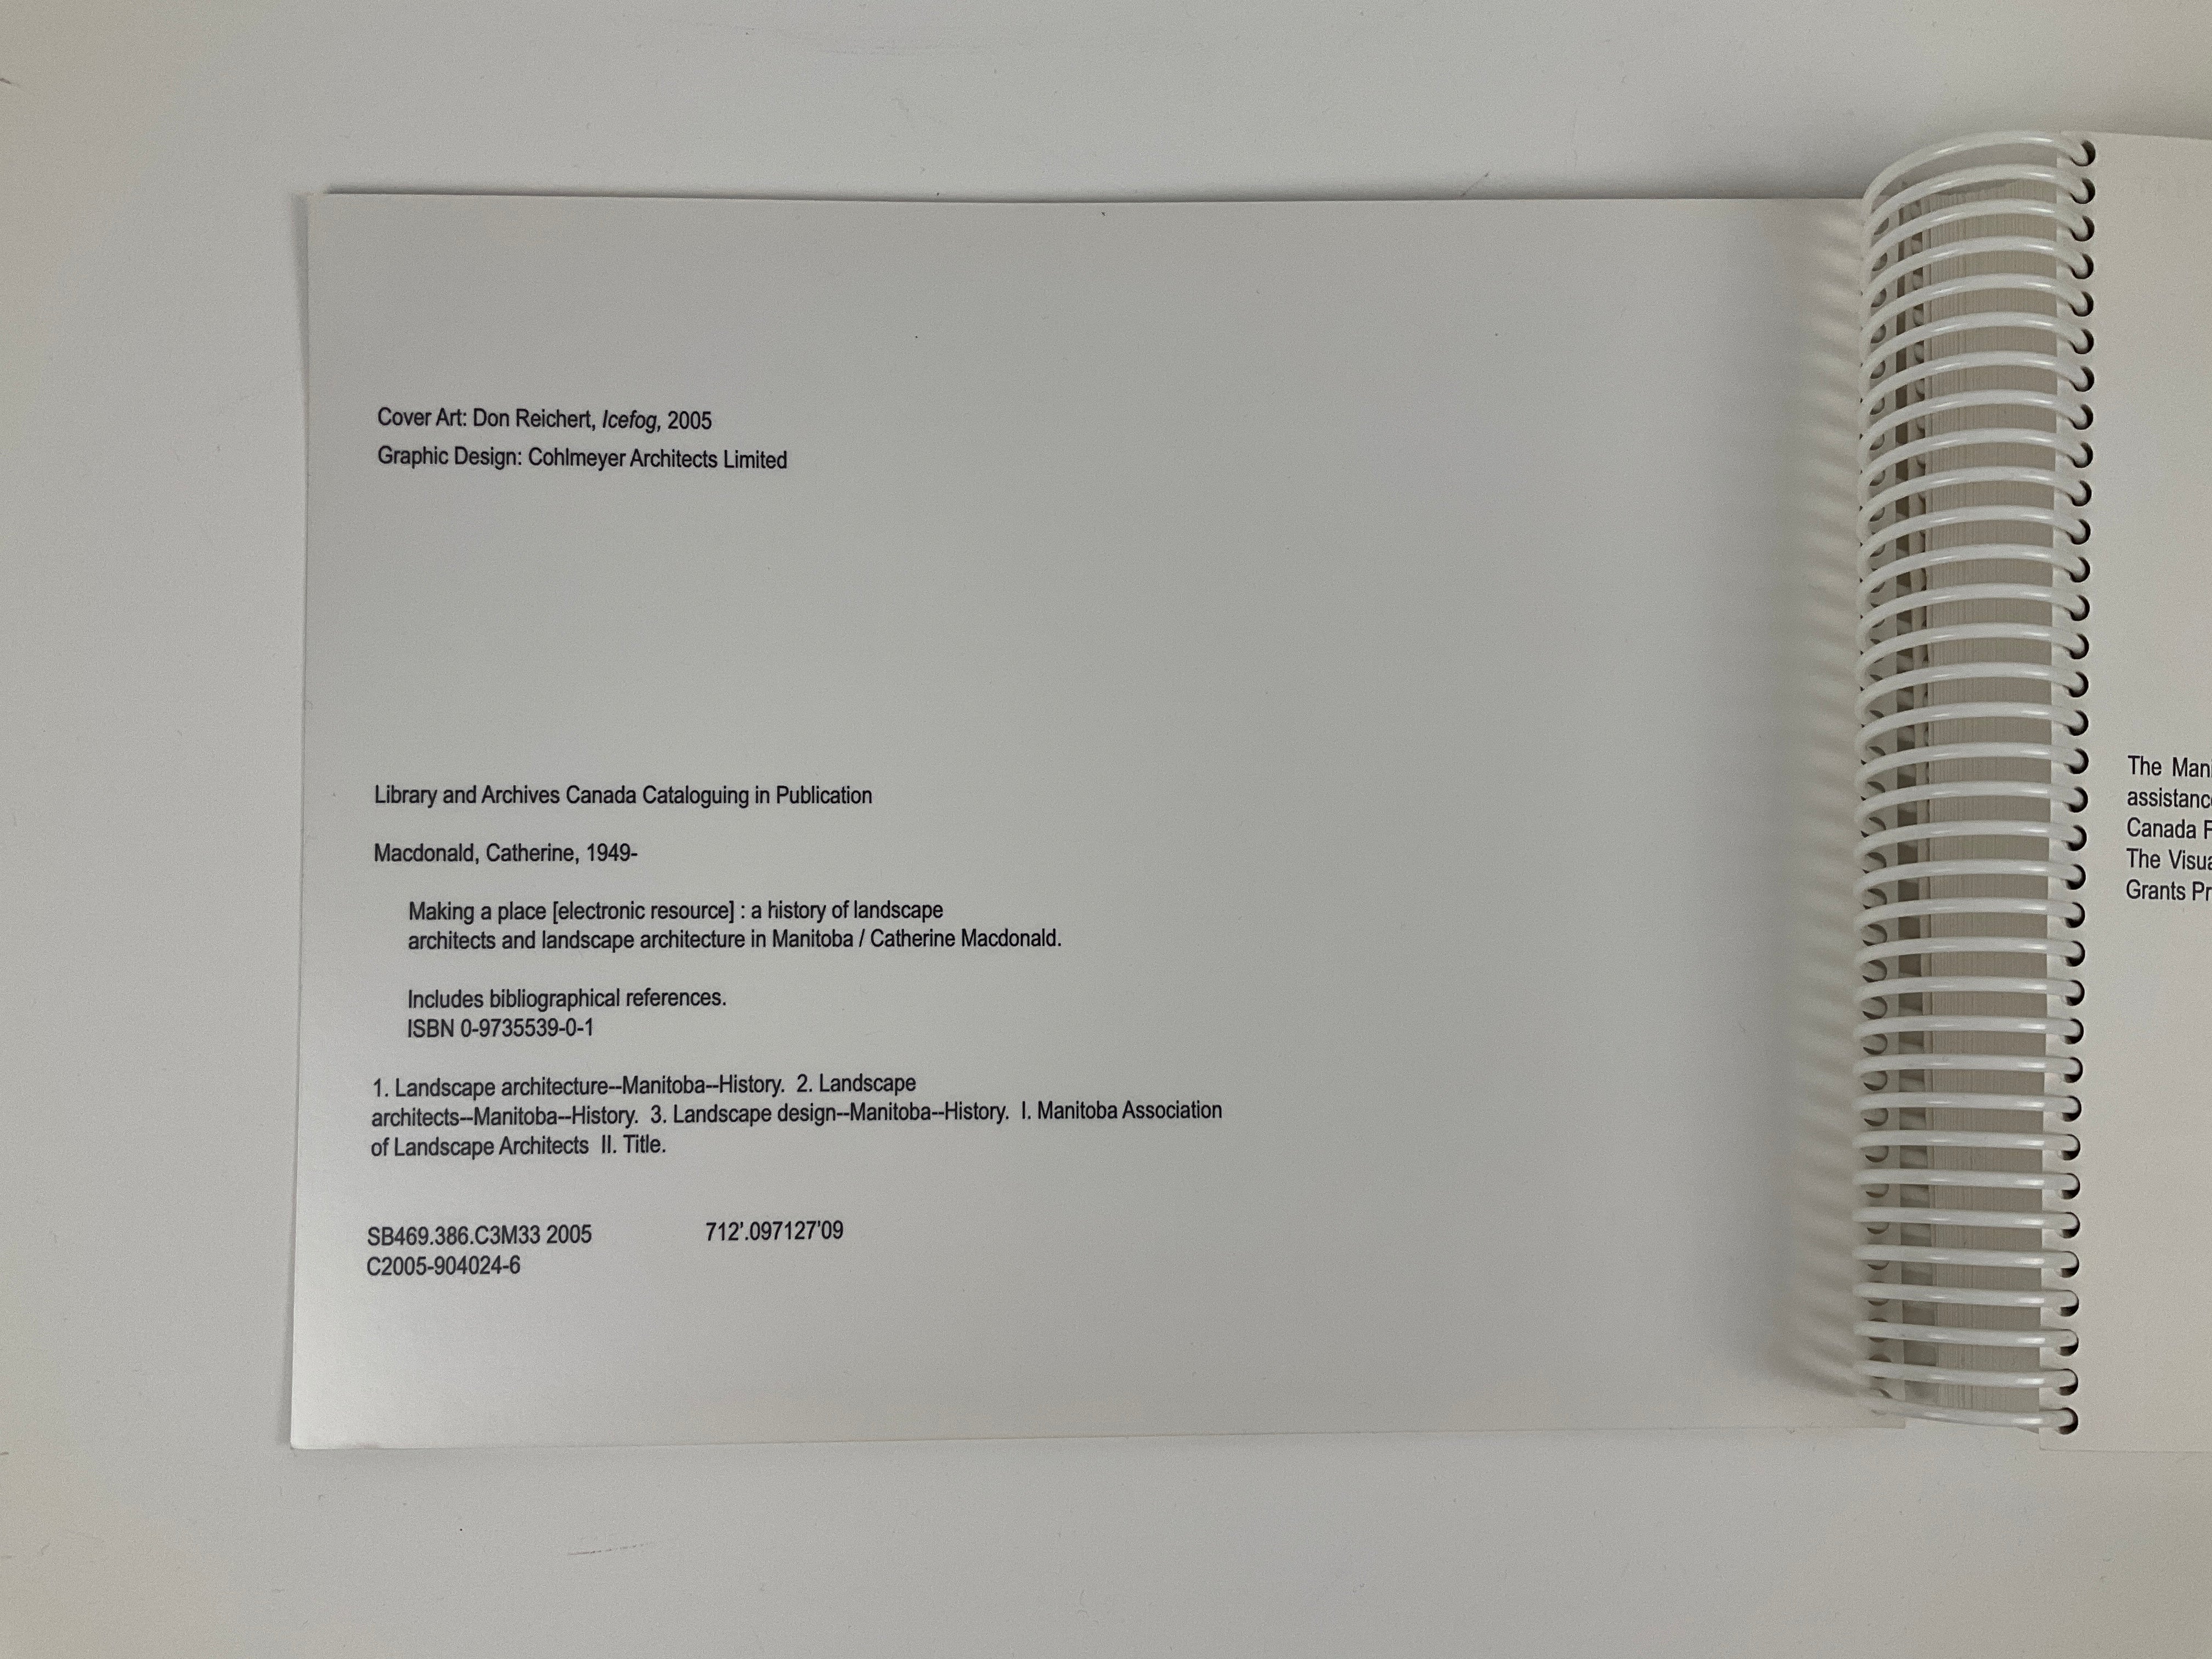 Cover Art: Don Reichert, Icefog, 2005
Graphic Design: Cohlmeyer Architects Limited
Library and Archives Canada Cataloguing in Publication
Macdonald, Catherine, 1949-
Making a place [electronic resource] : a history of landscape
architects and landscape architecture in Manitoba / Catherine Macdonald.
Includes bibliographical references.
ISBN 0-9735539-0-1
1. Landscape architecture--Manitoba--History. 2. Landscape
architects--Manitoba--History. 3. Landscape design--Manitoba--History. I. Manitoba Association
of Landscape Architects II. Title.
SB469.386.C3M33 2005 712'.097127'09
C2005-904024-6
The
Canada
The
Grants